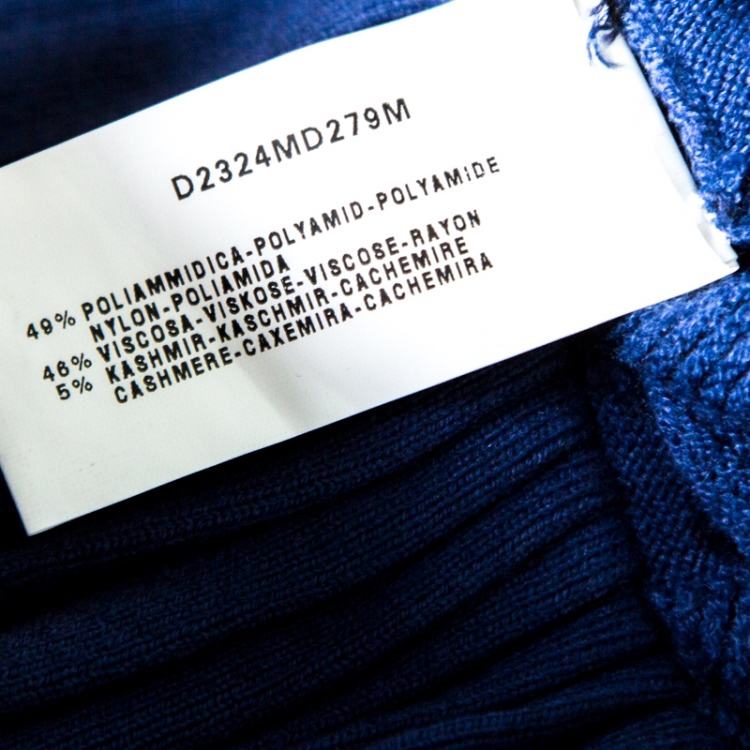 D2324MD279M
49% POLIAMMIDICA-POLYAMID-POLYAMIDE
NYLON-POLIAMIDA
46% VISCOSA-VISKOSE-VISCOSE-RAYON
5% KASHMIR-KASCHMIR-CACHEMIRE
CASHMERE-CAXEMIRA-CACHEMIRA